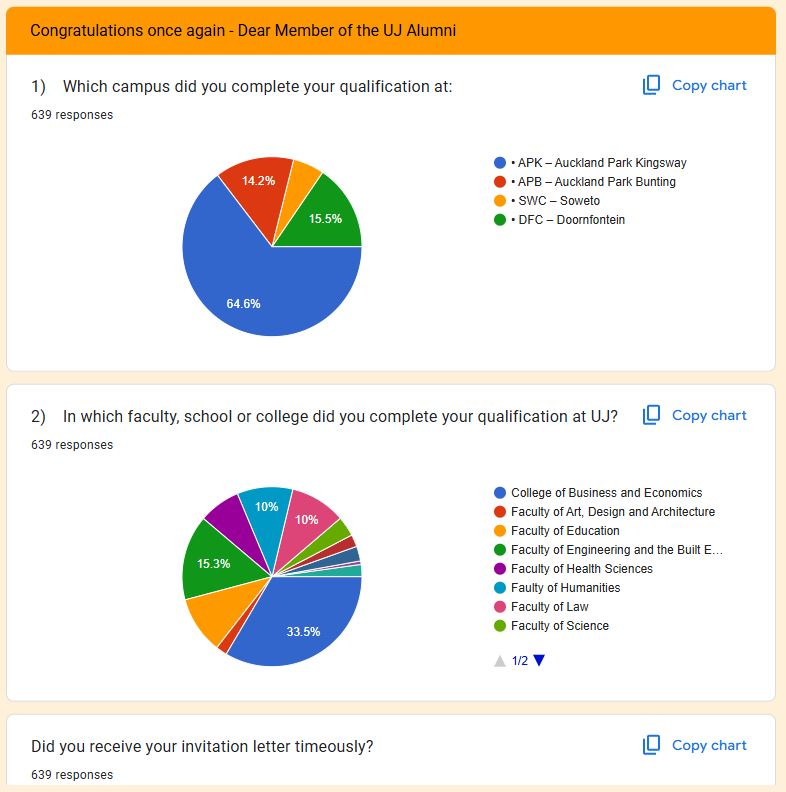 Congratulations once again - Dear Member of the UJ Alumni
1) Which campus did you complete your qualification at:
Copy chart
639 responses
14.2%
15.5%
64.6%
• APK – Auckland Park Kingsway
• APB – Auckland Park Bunting
• SWC – Soweto
• DFC – Doornfontein
2) In which faculty, school or college did you complete your qualification at UJ?
Copy chart
639 responses
10%
10%
15.3%
33.5%
College of Business and Economics
Faculty of Art, Design and Architecture
Faculty of Education
Faculty of Engineering and the Built E...
Faculty of Health Sciences
Faulty of Humanities
Faculty of Law
Faculty of Science
1/2
Did you receive your invitation letter timeously?
Copy chart
639 responses